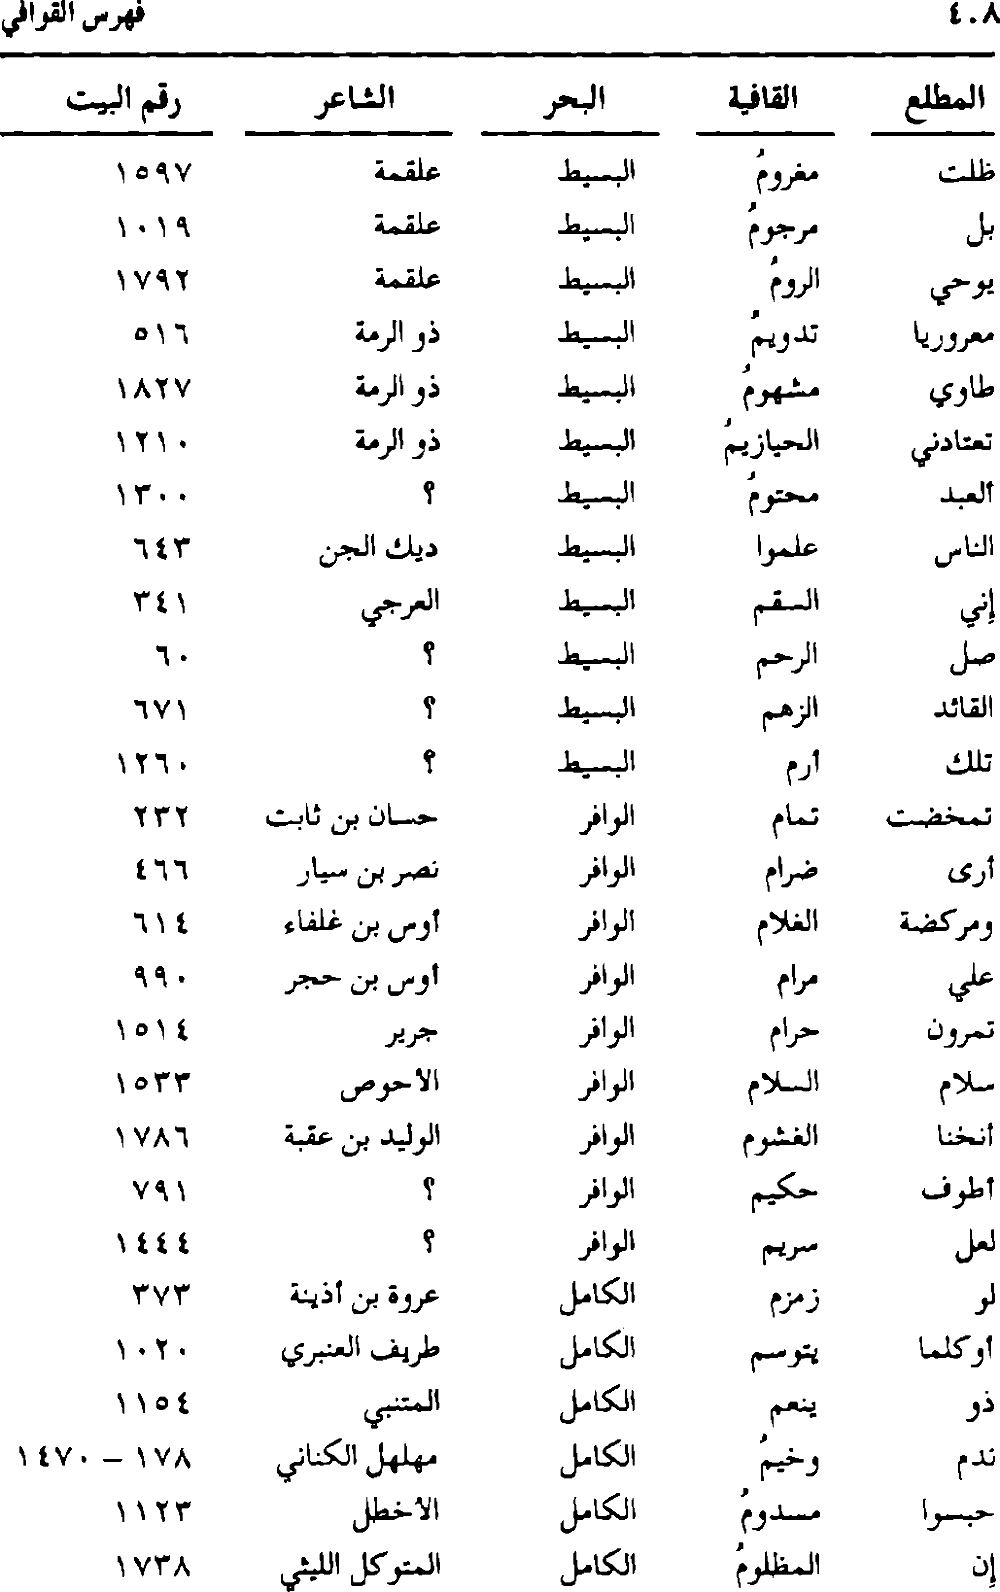 ٤٠٨ فهرس القوافي
المطلع القافية البحر الشاعر رقم البيت
ظلت مغرومُ البسيط علقمة ١٥٩٧
بل مرجومُ البسيط علقمة ١٠١٩
يوحي الرومُ البسيط علقمة ١٧٩٢
معروريا تدويمُ البسيط ذو الرمة ٥١٦
طاوي مشهومُ البسيط ذو الرمة ١٨٢٧
تعتادني الحيازيمُ البسيط ذو الرمة ١٢١٠
ألعبد محتومُ البسيط ؟ ١٣٠٠
الناس علموا البسيط ديك الجن ٦٤٣
إني السقم البسيط العرجي ٣٤١
صل الرحم البسيط ؟ ٦٠
القائد الزهم البسيط ؟ ٦٧١
تلك أرم البسيط ؟ ١٢٦٠
تمخضت تمام الوافر حسان بن ثابت ٢٣٢
أرى ضرام الوافر نصر بن سيار ٤٦٦
ومركضة الغلام الوافر أوس بن غلفاء ٦١٤
علي مرام الوافر أوس بن حجر ٩٩٠
تمرون حرام الوافر جرير ١٥١٤
سلام السلام الوافر الأحوص ١٥٣٣
أنخنا الغشوم الوافر الوليد بن عقبة ١٧٨٦
أطوف حكيم الوافر ؟ ٧٩١
لعل سريم الوافر ؟ ١٤٤٤
لو زمزم الكامل عروة بن أذينة ٣٧٣
أوكلما يتوسم الكامل طريف العنبري ١٠٢٠
ذو ينعم الكامل المتنبي ١١٥٤
ندم وخيمُ الكامل مهلهل الكناني ١٧٨ – ١٤٧٠
حبسوا مسدومُ الكامل الأخطل ١١٢٣
إن المظلومُ الكامل المتوكل الليثي ١٧٣٨